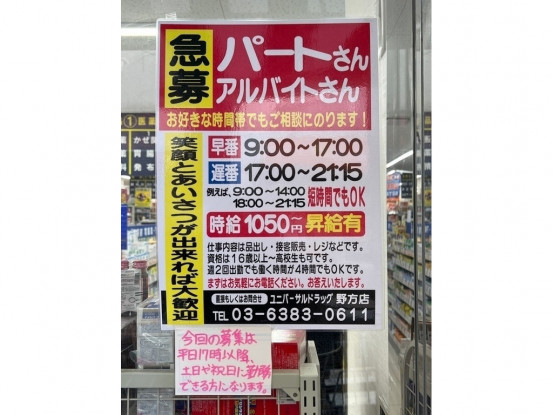 急募
パートさん
アルバイトさん
お好きな時間帯でもご相談にのります！
笑顔とあいさつが出来れば大歓迎
早番 9:00〜17:00
遅番 17:00〜21:15
例えば、9:00〜14:00
18:00〜21:15
短時間でもOK
時給 1050〜円 昇給有
仕事内容は品出し・接客販売・レジなどです。
資格は16歳以上〜高校生も可です。
週2回出勤でも働く時間が4時間でもOKです。
まずはお気軽にお電話ください。お答えいたします。
直接もしくはお問合せ ユニバーサルドラッグ 野方店
TEL 03-6383-0611
今回の募集は
平日17時以降、
土日や祝日に勤務
できる方になります。